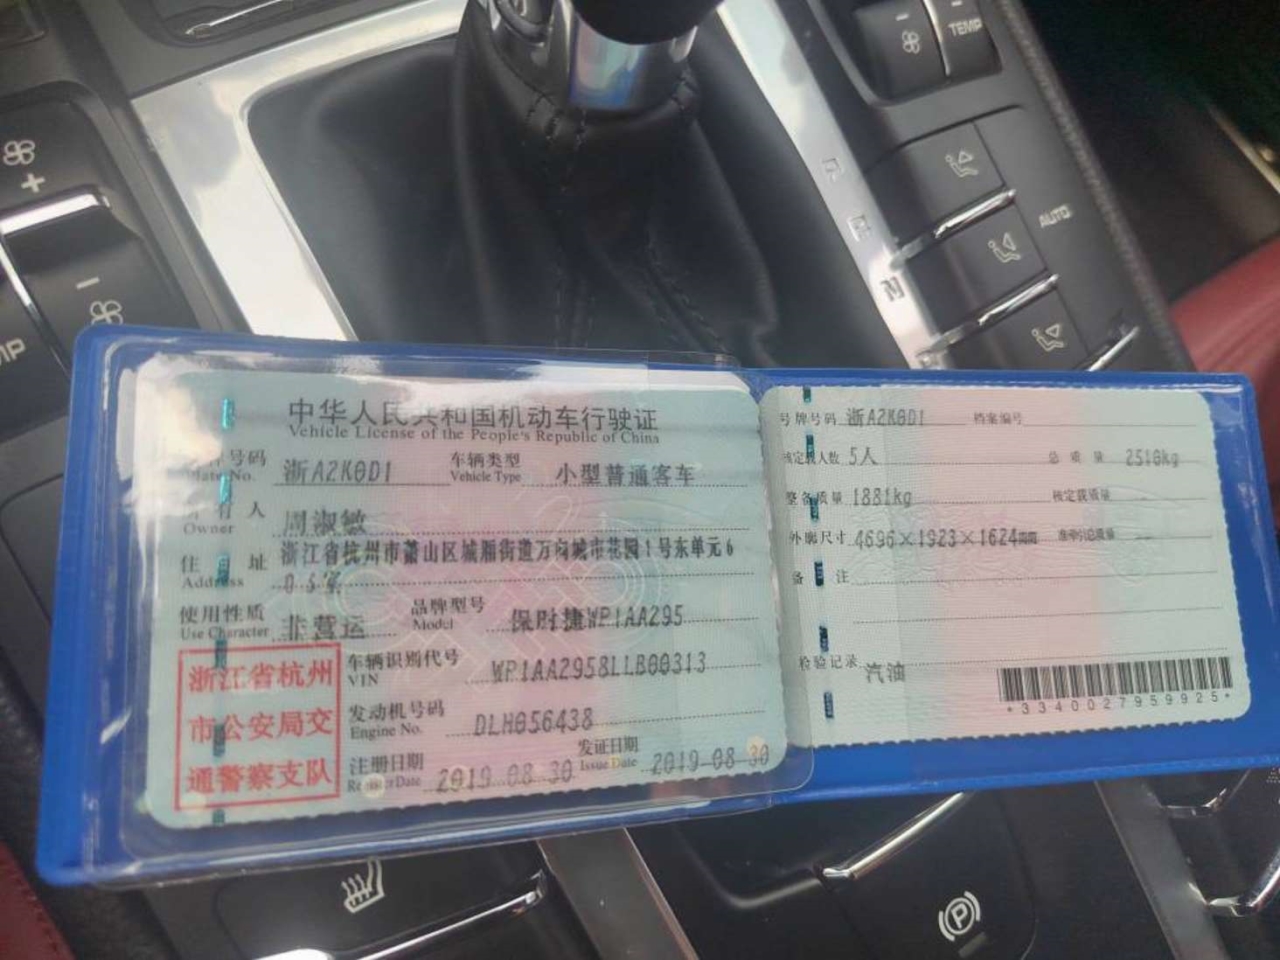 TEMP
AUTO
中华人民共和国机动车行驶证
Vehicle License of the People's Republic of China
号码 浙A2K0D1 车辆类型 小型普通客车
Plate No. Vehicle Type
所有人 周淑敏
Owner
住址 浙江省杭州市萧山区城厢街道万向城市花园1号东单元6
Address 0 5室
使用性质 非营运 品牌型号 保时捷WP1AA295
Use Character Model
浙江省杭州
市公安局交
通警察支队
车辆识别代号 WP1AA2958LLB00313
VIN
发动机号码 DLH056438
Engine No.
注册日期 2019-08-30 发证日期 2019-08-30
Register Date Issue Date
号牌号码 浙A2K0D1 档案编号
核定载人数 5人 总质量 2510kg
整备质量 1881kg 核定载质量
外廓尺寸 4696×1923×1624mm 准牵引总质量
备注
检验记录 汽油
*3340027959925*
P